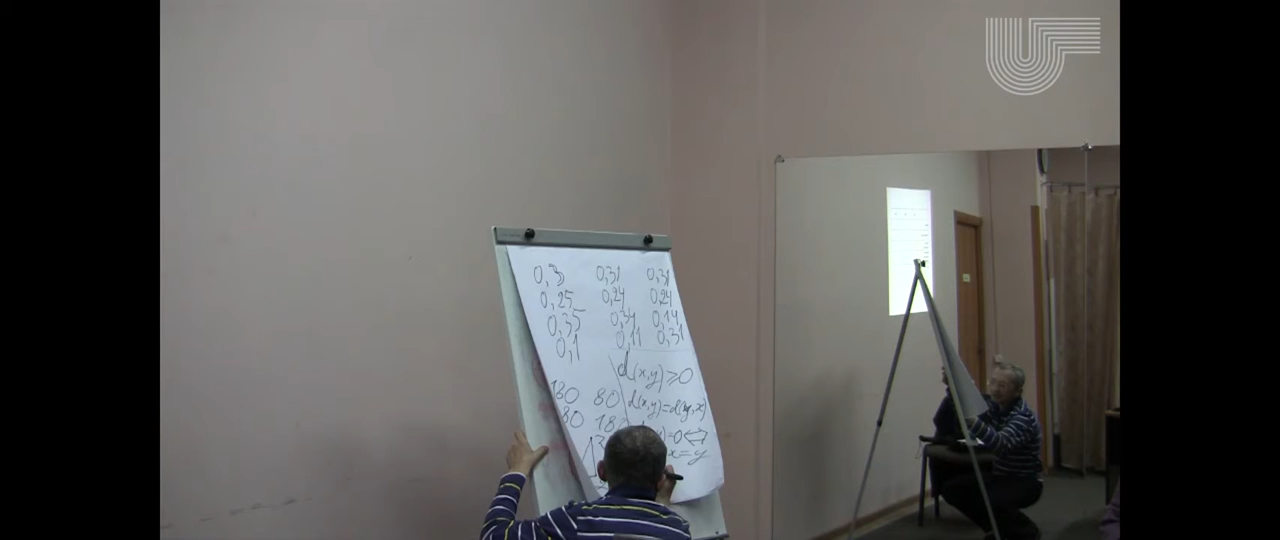 0,3 0,31 0,31
0,25 0,24 0,24
0,35 0,34 0,14
0,1 0,11 0,31
d(x,y)≥0
180 80
d(x,y)=d(y,x)
80 18
y)=0⇔
x=y